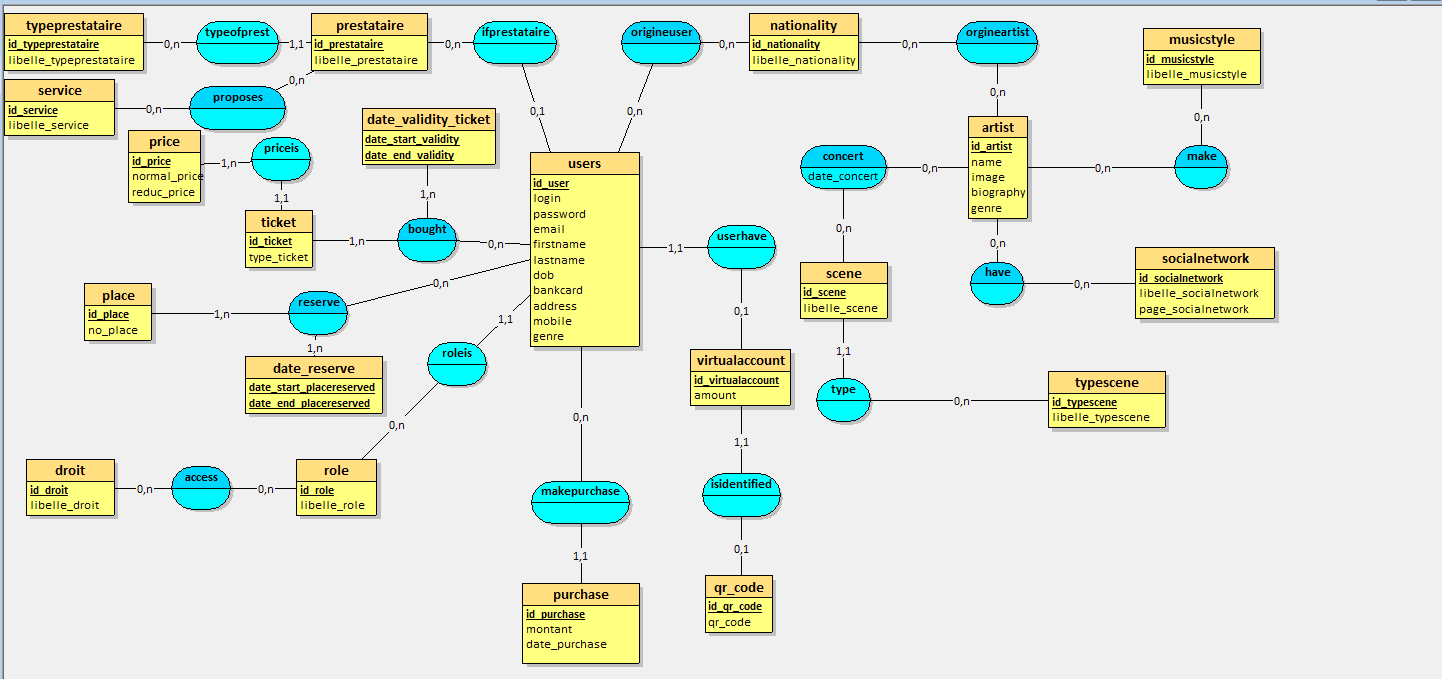 typeprestataire
id_typeprestataire
libelle_typeprestataire
0,n
typeofprest
1,1
prestataire
id_prestataire
libelle_prestataire
0,n
ifprestataire
0,1
origineuser
0,n
0,n
nationality
id_nationality
libelle_nationality
0,n
orgineartist
0,n
musicstyle
id_musicstyle
libelle_musicstyle
0,n
service
id_service
libelle_service
0,n
proposes
0,n
price
id_price
normal_price
reduc_price
1,n
priceis
1,1
date_validity_ticket
date_start_validity
date_end_validity
1,n
ticket
id_ticket
type_ticket
1,n
bought
0,n
users
id_user
login
password
email
firstname
lastname
dob
bankcard
address
mobile
genre
concert
date_concert
0,n
0,n
artist
id_artist
name
image
biography
genre
0,n
make
0,n
have
0,n
socialnetwork
id_socialnetwork
libelle_socialnetwork
page_socialnetwork
1,1
userhave
0,1
scene
id_scene
libelle_scene
1,1
type
0,n
typescene
id_typescene
libelle_typescene
place
id_place
no_place
1,n
reserve
0,n
1,n
date_reserve
date_start_placereserved
date_end_placereserved
1,1
roleis
0,n
virtualaccount
id_virtualaccount
amount
1,1
isidentified
0,1
qr_code
id_qr_code
qr_code
droit
id_droit
libelle_droit
0,n
access
0,n
role
id_role
libelle_role
0,n
makepurchase
1,1
purchase
id_purchase
montant
date_purchase